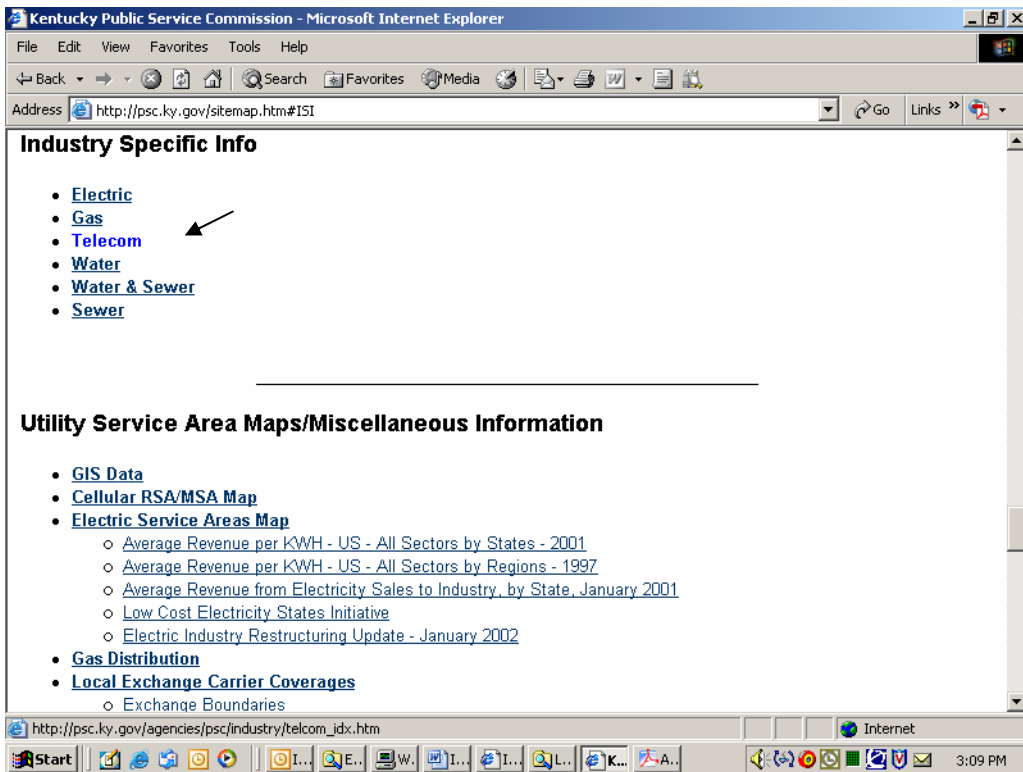 Kentucky Public Service Commission - Microsoft Internet Explorer
File Edit View Favorites Tools Help
Back Search Favorites Media
Address http://psc.ky.gov/sitemap.htm#ISI Go Links »
Industry Specific Info
• Electric
• Gas
• Telecom
• Water
• Water & Sewer
• Sewer
Utility Service Area Maps/Miscellaneous Information
• GIS Data
• Cellular RSA/MSA Map
• Electric Service Areas Map
o Average Revenue per KWH - US - All Sectors by States - 2001
o Average Revenue per KWH - US - All Sectors by Regions - 1997
o Average Revenue from Electricity Sales to Industry, by State, January 2001
o Low Cost Electricity States Initiative
o Electric Industry Restructuring Update - January 2002
• Gas Distribution
• Local Exchange Carrier Coverages
o Exchange Boundaries
http://psc.ky.gov/agencies/psc/industry/telcom_idx.htm Internet
Start I... E... W... I... I... L... K... A... 3:09 PM